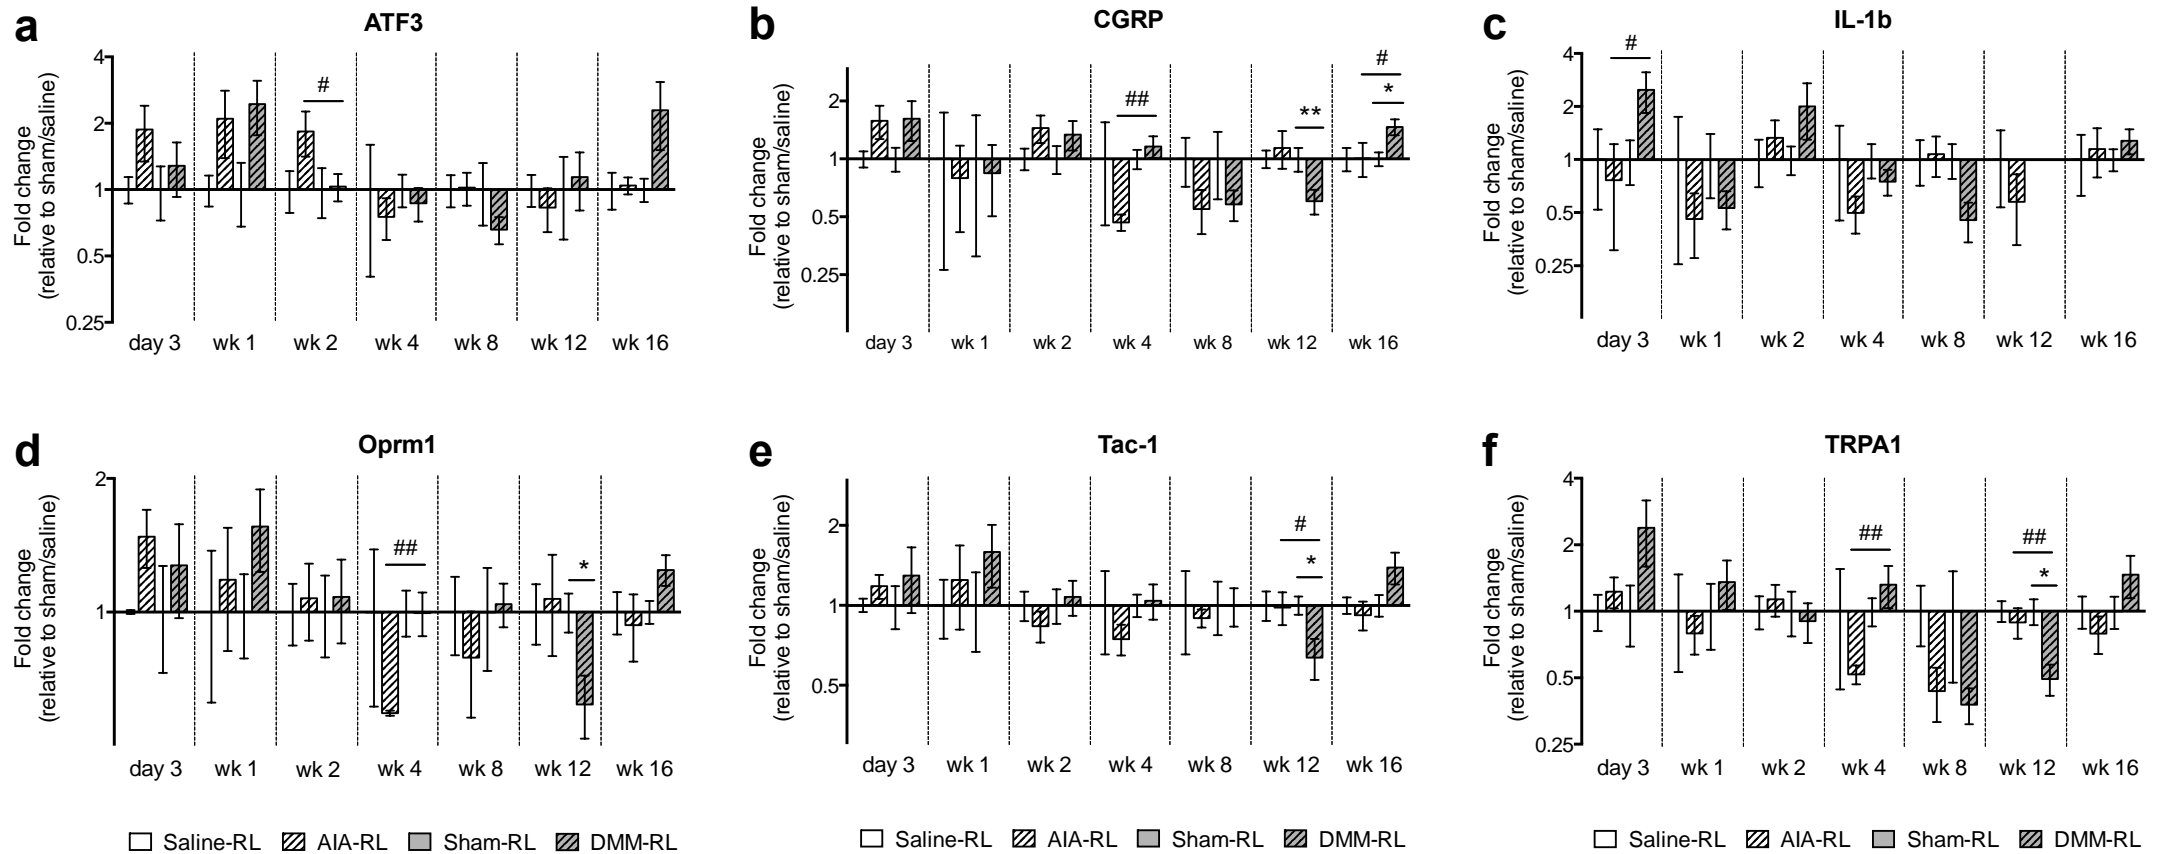 a
ATF3
Fold change
(relative to sham/saline)
4
2
1
0.5
0.25
#
day 3 wk 1 wk 2 wk 4 wk 8 wk 12 wk 16
b
CGRP
Fold change
(relative to sham/saline)
2
1
0.5
0.25
##
**
#
*
day 3 wk 1 wk 2 wk 4 wk 8 wk 12 wk 16
c
IL-1b
Fold change
(relative to sham/saline)
4
2
1
0.5
0.25
#
day 3 wk 1 wk 2 wk 4 wk 8 wk 12 wk 16
d
Oprm1
Fold change
(relative to sham/saline)
2
1
##
*
day 3 wk 1 wk 2 wk 4 wk 8 wk 12 wk 16
Saline-RL AIA-RL Sham-RL DMM-RL
e
Tac-1
Fold change
(relative to sham/saline)
2
1
0.5
#
*
day 3 wk 1 wk 2 wk 4 wk 8 wk 12 wk 16
Saline-RL AIA-RL Sham-RL DMM-RL
f
TRPA1
Fold change
(relative to sham/saline)
4
2
1
0.5
0.25
##
##
*
day 3 wk 1 wk 2 wk 4 wk 8 wk 12 wk 16
Saline-RL AIA-RL Sham-RL DMM-RL